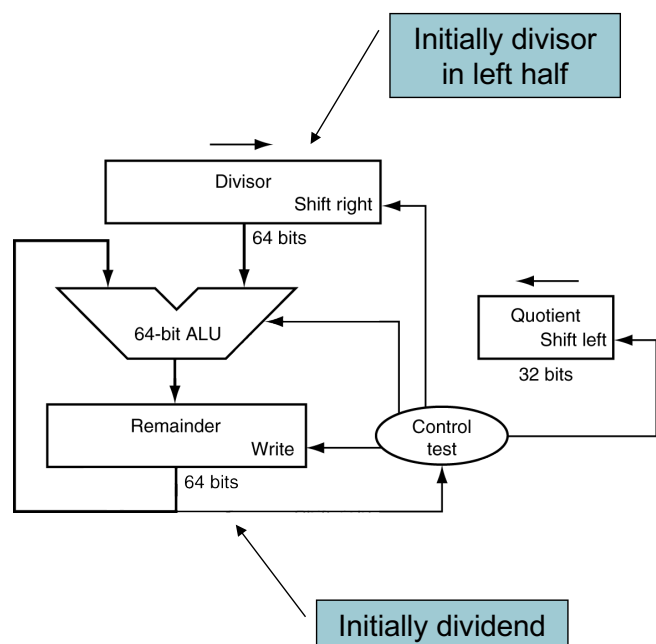 Initially divisor
in left half
Divisor
Shift right
64 bits
64-bit ALU
Quotient
Shift left
32 bits
Remainder
Write
Control
test
64 bits
Initially dividend